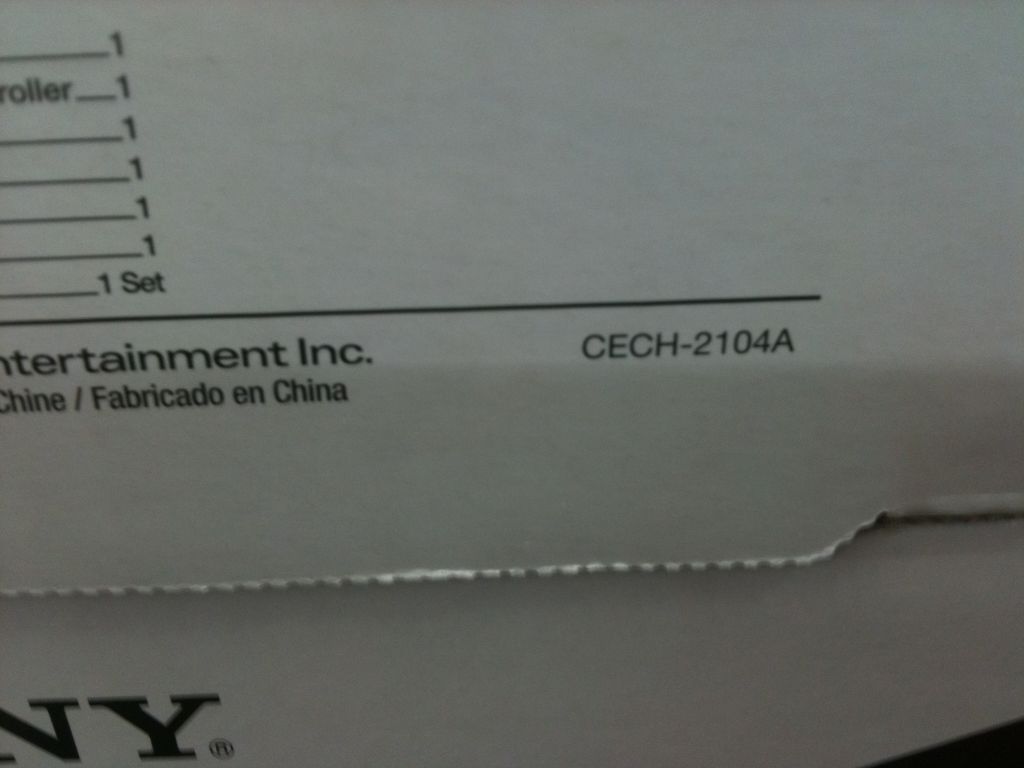 1
roller 1
1
1
1
1
1 Set
ntertainment Inc. CECH-2104A
Chine / Fabricado en China
NY®